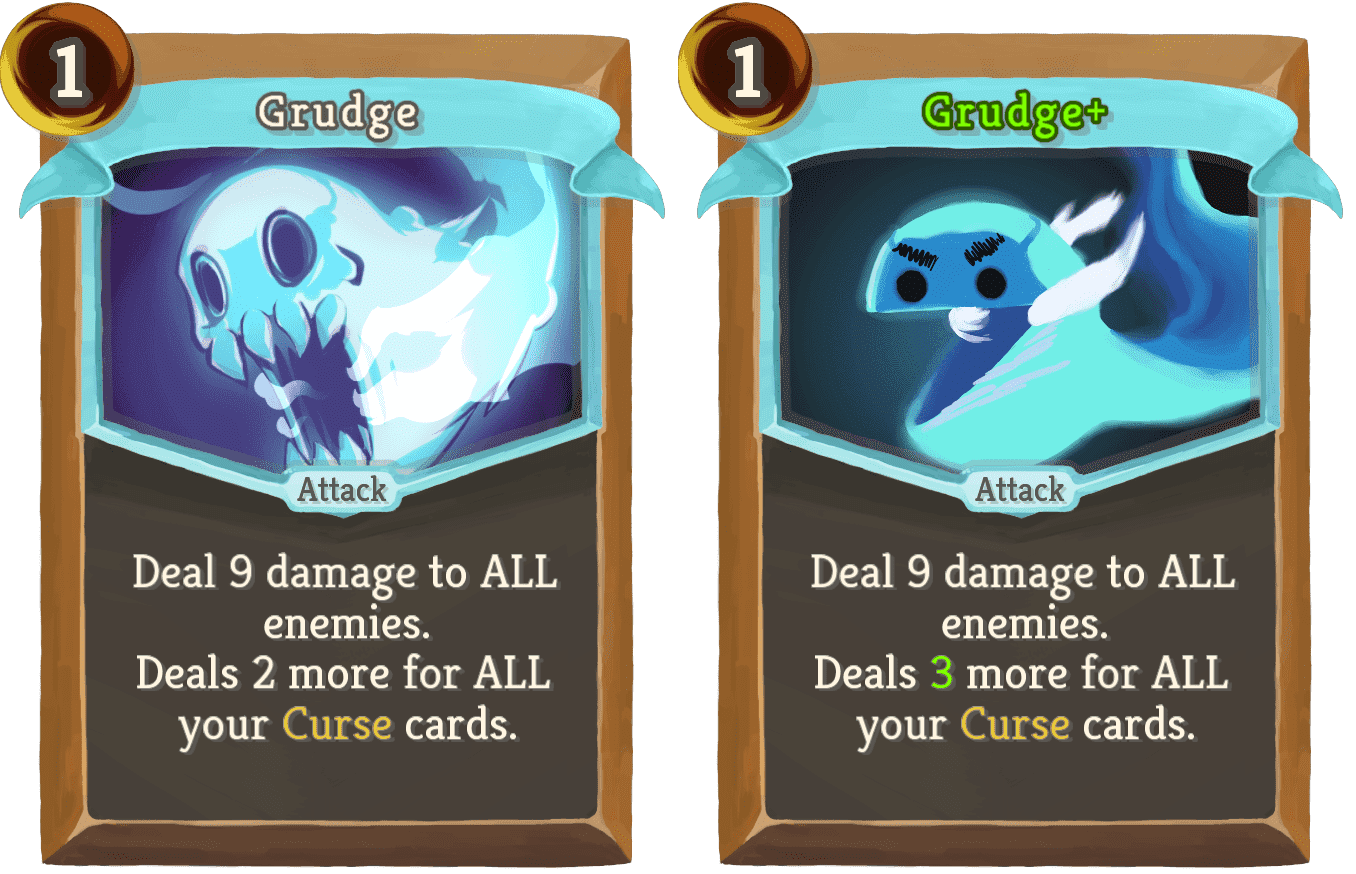 1
Grudge
Attack
Deal 9 damage to ALL
enemies.
Deals 2 more for ALL
your Curse cards.
1
Grudge+
Attack
Deal 9 damage to ALL
enemies.
Deals 3 more for ALL
your Curse cards.